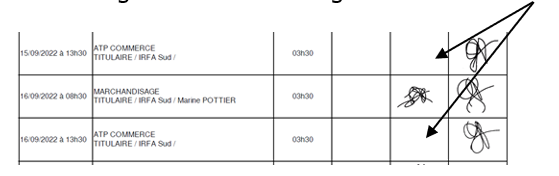 15/09/2022 à 13h30 ATP COMMERCE
TITULAIRE / IRFA Sud / 03h30
16/09/2022 à 08h30 MARCHANDISAGE
TITULAIRE / IRFA Sud / Marine POTTIER 03h30
16/09/2022 à 13h30 ATP COMMERCE
TITULAIRE / IRFA Sud / 03h30